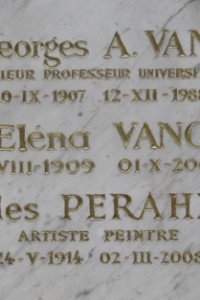 eorges A. VAN
IEUR PROFESSEUR UNIVERSI
0-IX-1907 12-XII-198
Elena VANC
VIII-1909 01-X-20
les PERAH
ARTISTE PEINTRE
24-V-1914 02-III-2008